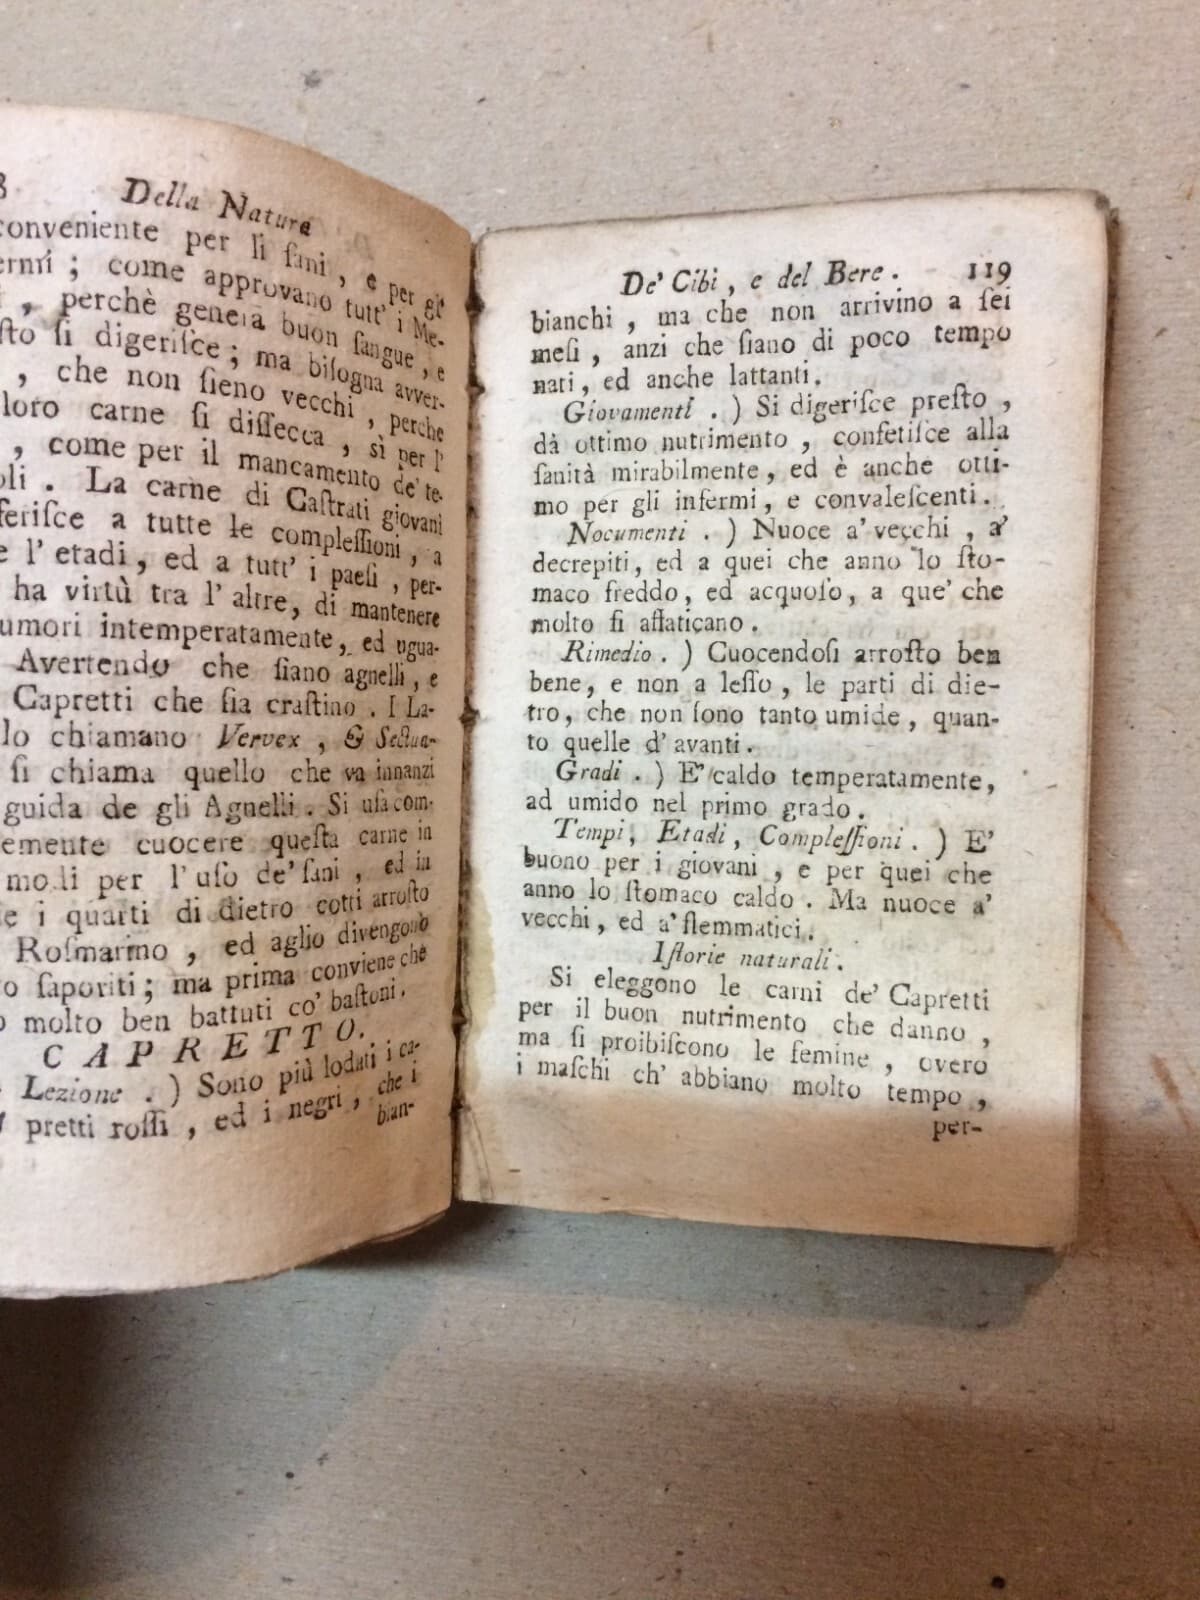 8 Della Natura
conveniente per li ſani, e per gl'
ermi; come approvano tutt' i Me-
, perchè genera buon ſangue, e
ſto ſi digeriſce; ma biſogna avver-
, che non ſieno vecchi, perche
loro carne ſi diſſecca, sì per l'
, come per il mancamento de' te-
oli. La carne di Caſtrati giovani
feriſce a tutte le compleſſioni, a
e l' etadi, ed a tutt' i paeſi, per-
ha virtù tra l' altre, di mantenere
umori intemperatamente, ed ugua-
Avertendo che ſiano agnelli, e
Capretti che ſia craſtino. I La-
lo chiamano Vervex, & Sectua-
ſi chiama quello che va innanzi
guida de gli Agnelli. Si uſa com-
emente cuocere queſta carne in
modi per l' uſo de' ſani, ed in
e i quarti di dietro cotti arroſto
Roſmarino, ed aglio divengono
o ſaporiti; ma prima conviene che
o molto ben battuti co' baſtoni.
CAPRETTO.
Lezione.) Sono più lodati i ca-
pretti roſſi, ed i negri, che i
bian-
De' Cibi, e del Bere. 119
bianchi, ma che non arrivino a ſei
meſi, anzi che ſiano di poco tempo
nati, ed anche lattanti.
Giovamenti.) Si digeriſce preſto,
dà ottimo nutrimento, confetiſce alla
ſanità mirabilmente, ed è anche otti-
mo per gli infermi, e convaleſcenti.
Nocumenti.) Nuoce a' vecchi, a'
decrepiti, ed a quei che anno lo ſto-
maco freddo, ed acquoſo, a que' che
molto ſi affaticano.
Rimedio.) Cuocendoſi arroſto ben
bene, e non a leſſo, le parti di die-
tro, che non ſono tanto umide, quan-
to quelle d' avanti.
Gradi.) E' caldo temperatamente,
ad umido nel primo grado.
Tempi, Etadi, Compleſſioni.) E'
buono per i giovani, e per quei che
anno lo ſtomaco caldo. Ma nuoce a'
vecchi, ed a' flemmatici.
Iſtorie naturali.
Si eleggono le carni de' Capretti
per il buon nutrimento che danno,
ma ſi proibiſcono le femine, overo
i maſchi ch' abbiano molto tempo,
per-